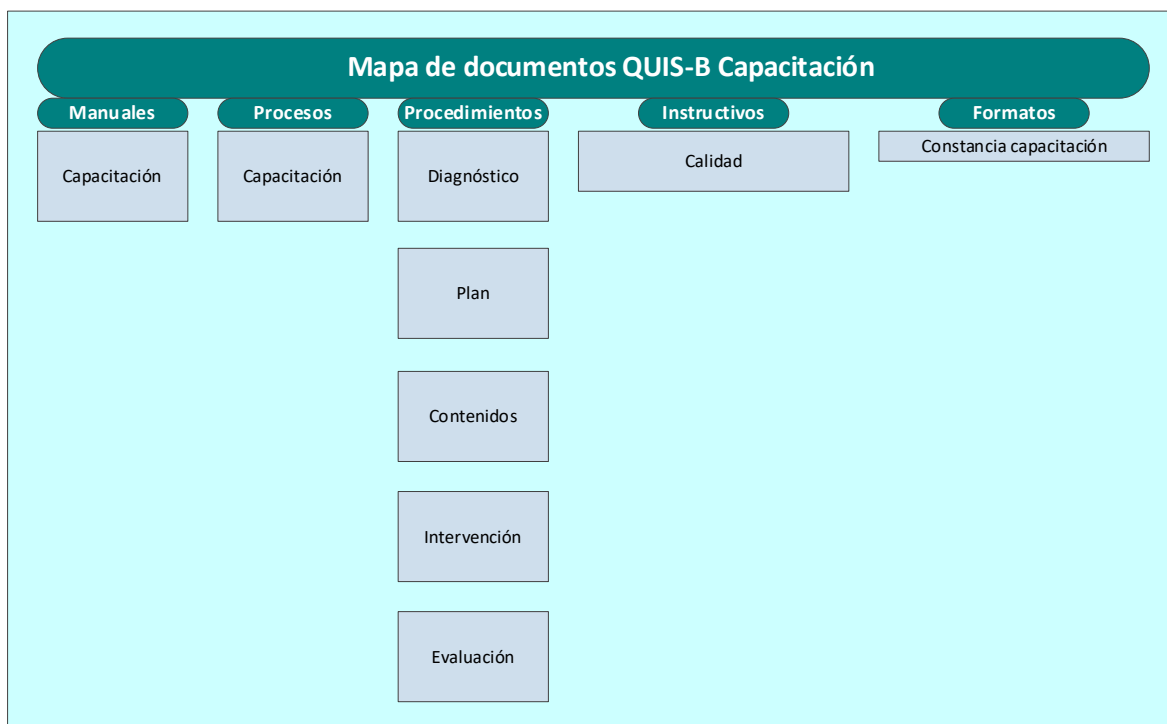 Mapa de documentos QUIS-B Capacitación
Manuales
Procesos
Procedimientos
Instructivos
Formatos
Capacitación
Capacitación
Diagnóstico
Calidad
Constancia capacitación
Plan
Contenidos
Intervención
Evaluación